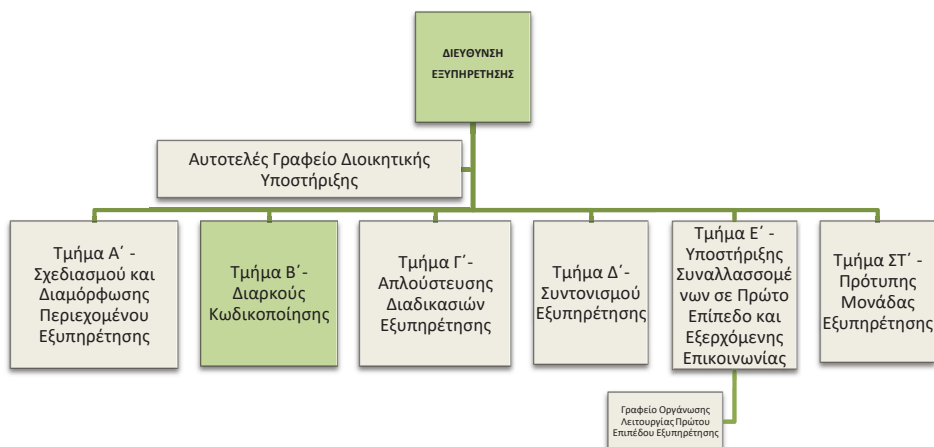 ΔΙΕΥΘΥΝΣΗ
ΕΞΥΠΗΡΕΤΗΣΗΣ
Αυτοτελές Γραφείο Διοικητικής
Υποστήριξης
Τμήμα Α΄ -
Σχεδιασμού και
Διαμόρφωσης
Περιεχομένου
Εξυπηρέτησης
Τμήμα Β΄-
Διαρκούς
Κωδικοποίησης
Τμήμα Γ΄-
Απλούστευσης
Διαδικασιών
Εξυπηρέτησης
Τμήμα Δ΄-
Συντονισμού
Εξυπηρέτησης
Τμήμα Ε΄ -
Υποστήριξης
Συναλλασσομέ
νων σε Πρώτο
Επίπεδο και
Εξερχόμενης
Επικοινωνίας
Τμήμα ΣΤ΄ -
Πρότυπης
Μονάδας
Εξυπηρέτησης
Γραφείο Οργάνωσης
Λειτουργίας Πρώτου
Επιπέδου Εξυπηρέτησης